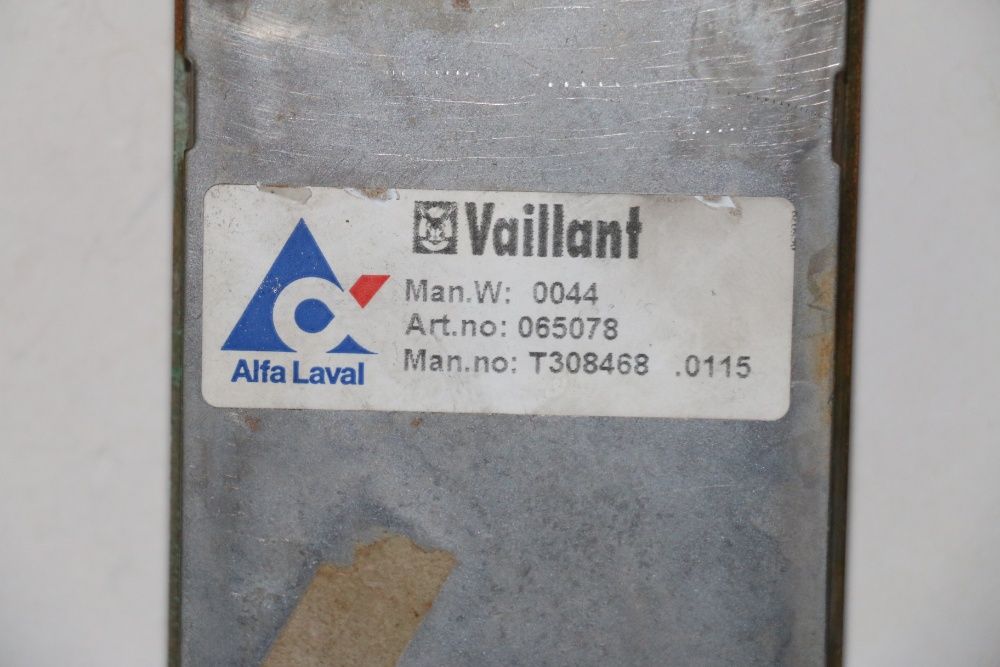 Vaillant
Man.W: 0044
Art.no: 065078
Man.no: T308468 .0115
Alfa Laval